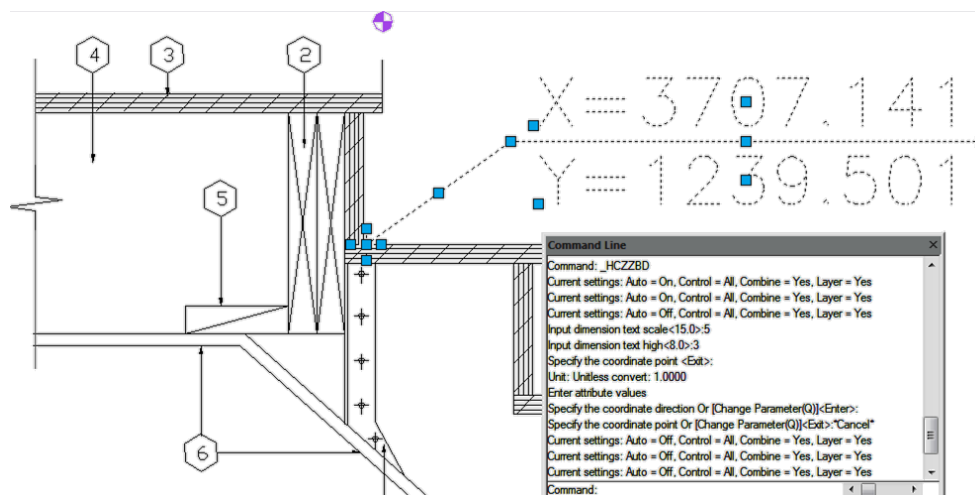 4
3
2
X=3707.141
Y=1239.501
5
6
Command Line
Command: _HCZZBD
Current settings: Auto = On, Control = All, Combine = Yes, Layer = Yes
Current settings: Auto = On, Control = All, Combine = Yes, Layer = Yes
Current settings: Auto = Off, Control = All, Combine = Yes, Layer = Yes
Input dimension text scale<15.0>:5
Input dimension text high<8.0>:3
Specify the coordinate point <Exit>:
Unit: Unitless convert: 1.0000
Enter attribute values
Specify the coordinate direction Or [Change Parameter(Q)]<Enter>:
Specify the coordinate point Or [Change Parameter(Q)]<Exit>:*Cancel*
Current settings: Auto = Off, Control = All, Combine = Yes, Layer = Yes
Current settings: Auto = Off, Control = All, Combine = Yes, Layer = Yes
Current settings: Auto = Off, Control = All, Combine = Yes, Layer = Yes
Command: